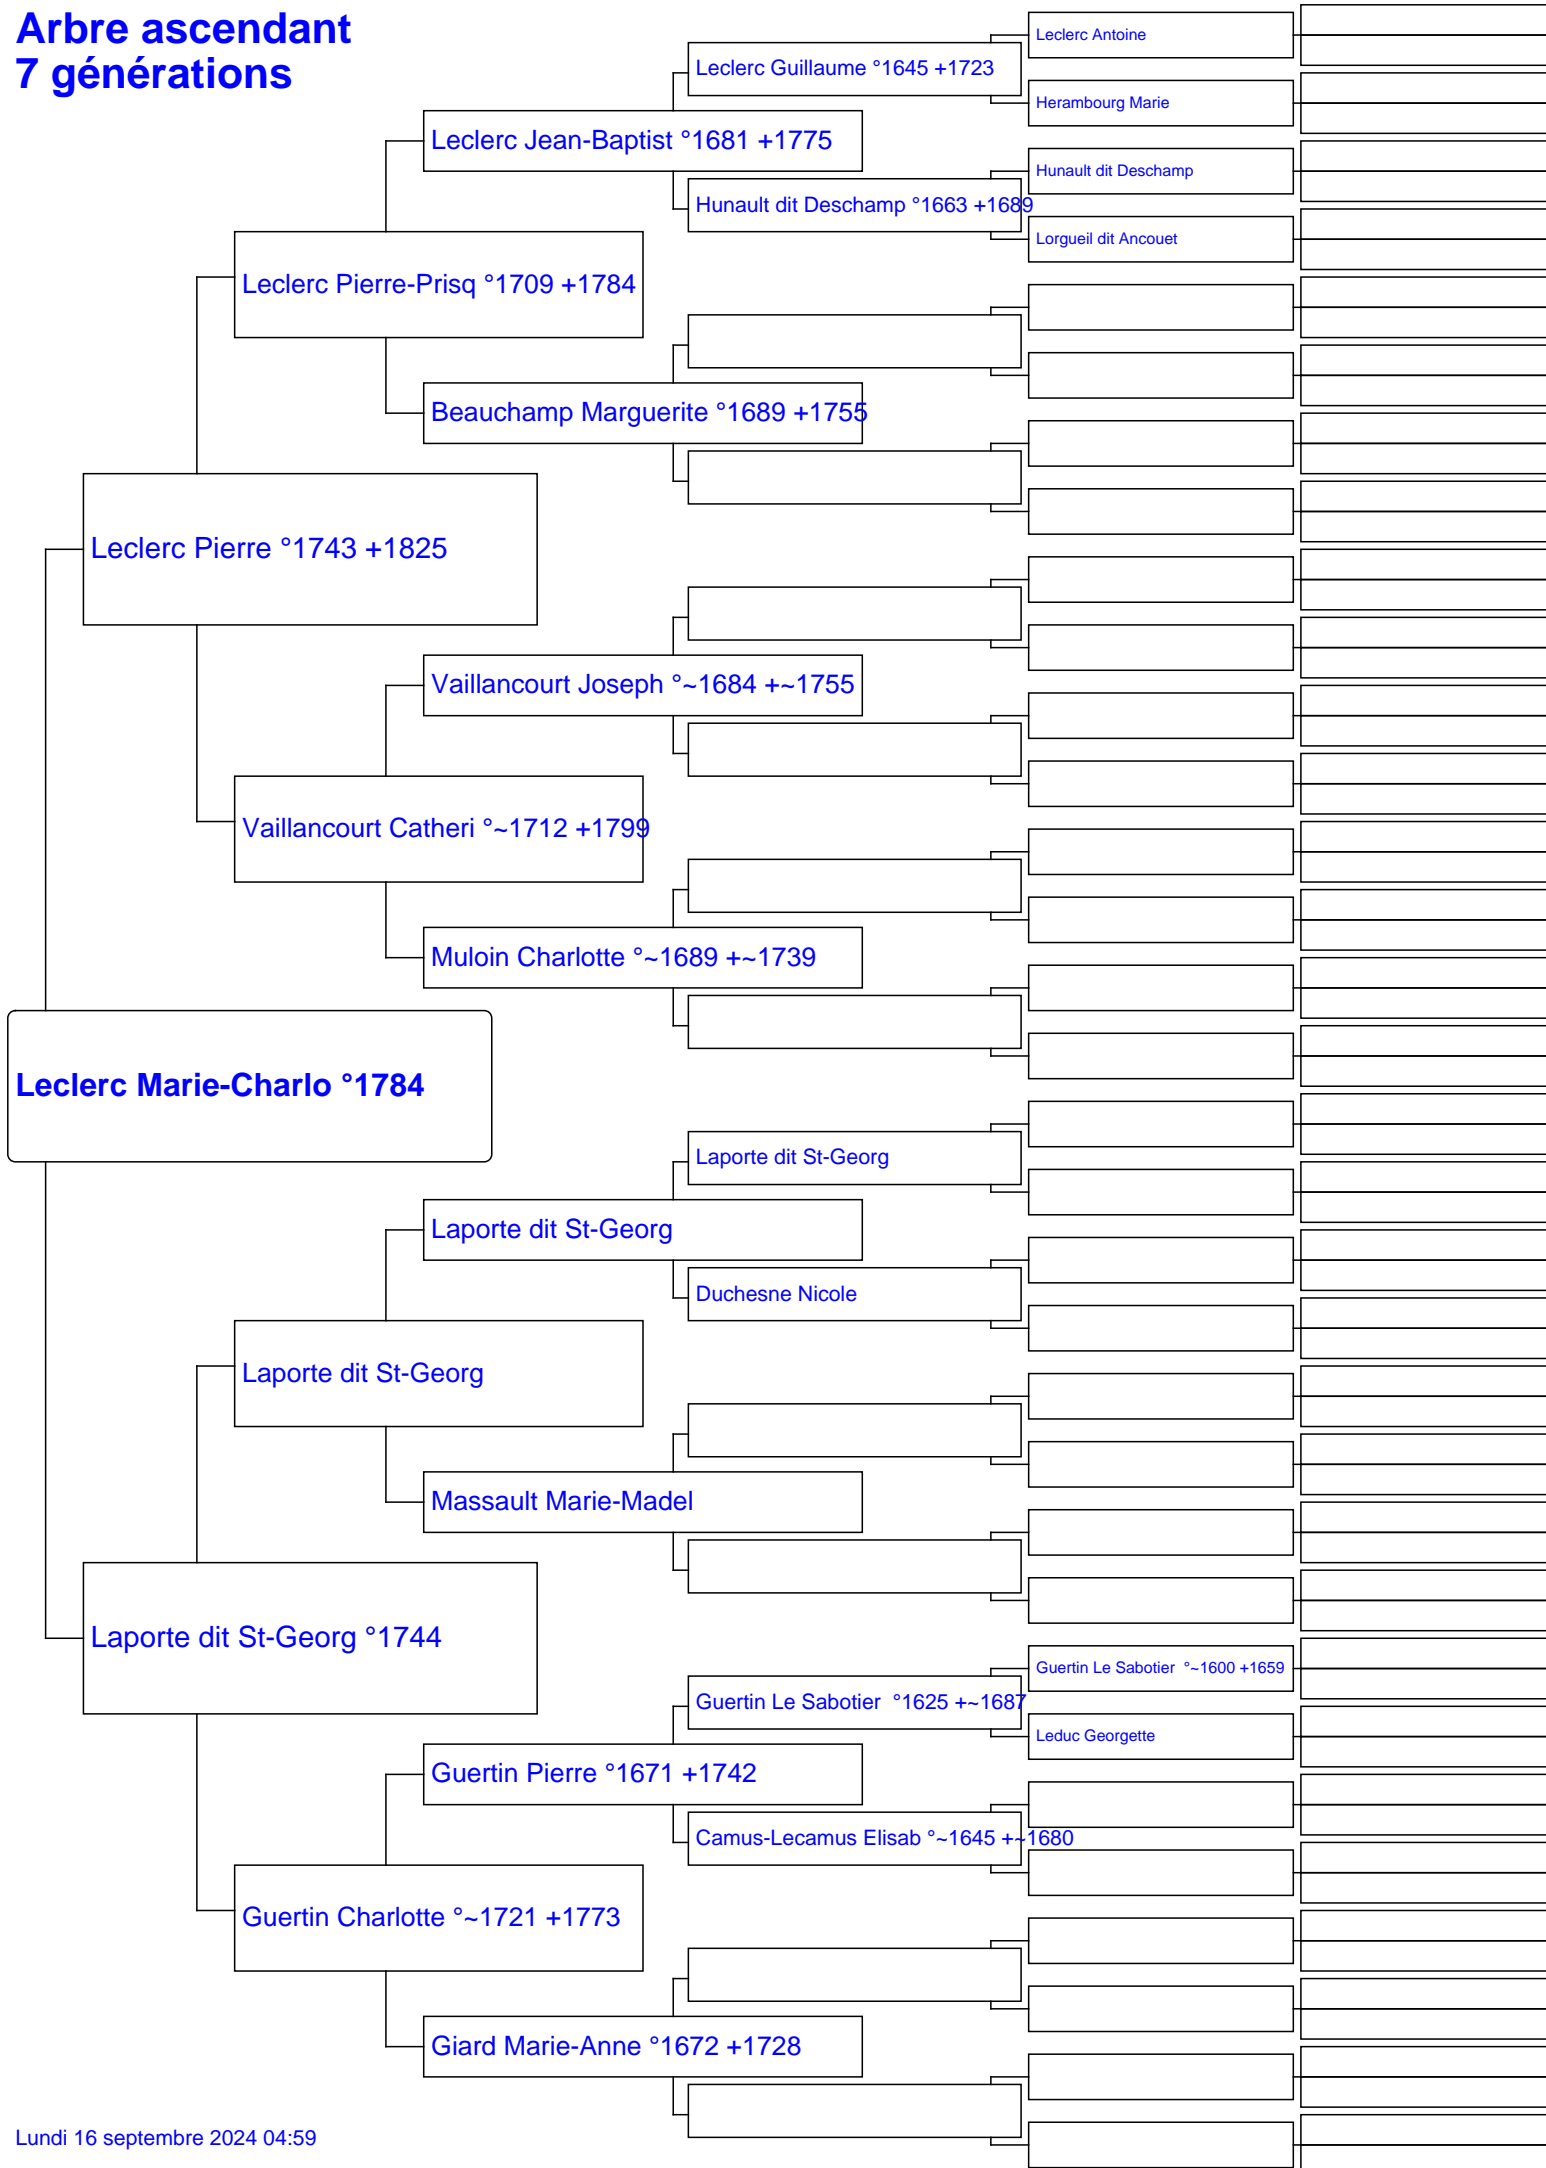 Arbre ascendant
7 générations
Leclerc Antoine
Leclerc Guillaume °1645 +1723
Herambourg Marie
Leclerc Jean-Baptist °1681 +1775
Hunault dit Deschamp
Hunault dit Deschamp °1663 +1689
Lorgueil dit Ancouet
Leclerc Pierre-Prisq °1709 +1784
Beauchamp Marguerite °1689 +1755
Leclerc Pierre °1743 +1825
Vaillancourt Joseph °~1684 +~1755
Vaillancourt Catheri °~1712 +1799
Muloin Charlotte °~1689 +~1739
Leclerc Marie-Charlo °1784
Laporte dit St-Georg
Laporte dit St-Georg
Duchesne Nicole
Laporte dit St-Georg
Massault Marie-Madel
Laporte dit St-Georg °1744
Guertin Le Sabotier  °~1600 +1659
Guertin Le Sabotier  °1625 +~1687
Leduc Georgette
Guertin Pierre °1671 +1742
Camus-Lecamus Elisab °~1645 +~1680
Guertin Charlotte °~1721 +1773
Giard Marie-Anne °1672 +1728
Lundi 16 septembre 2024 04:59